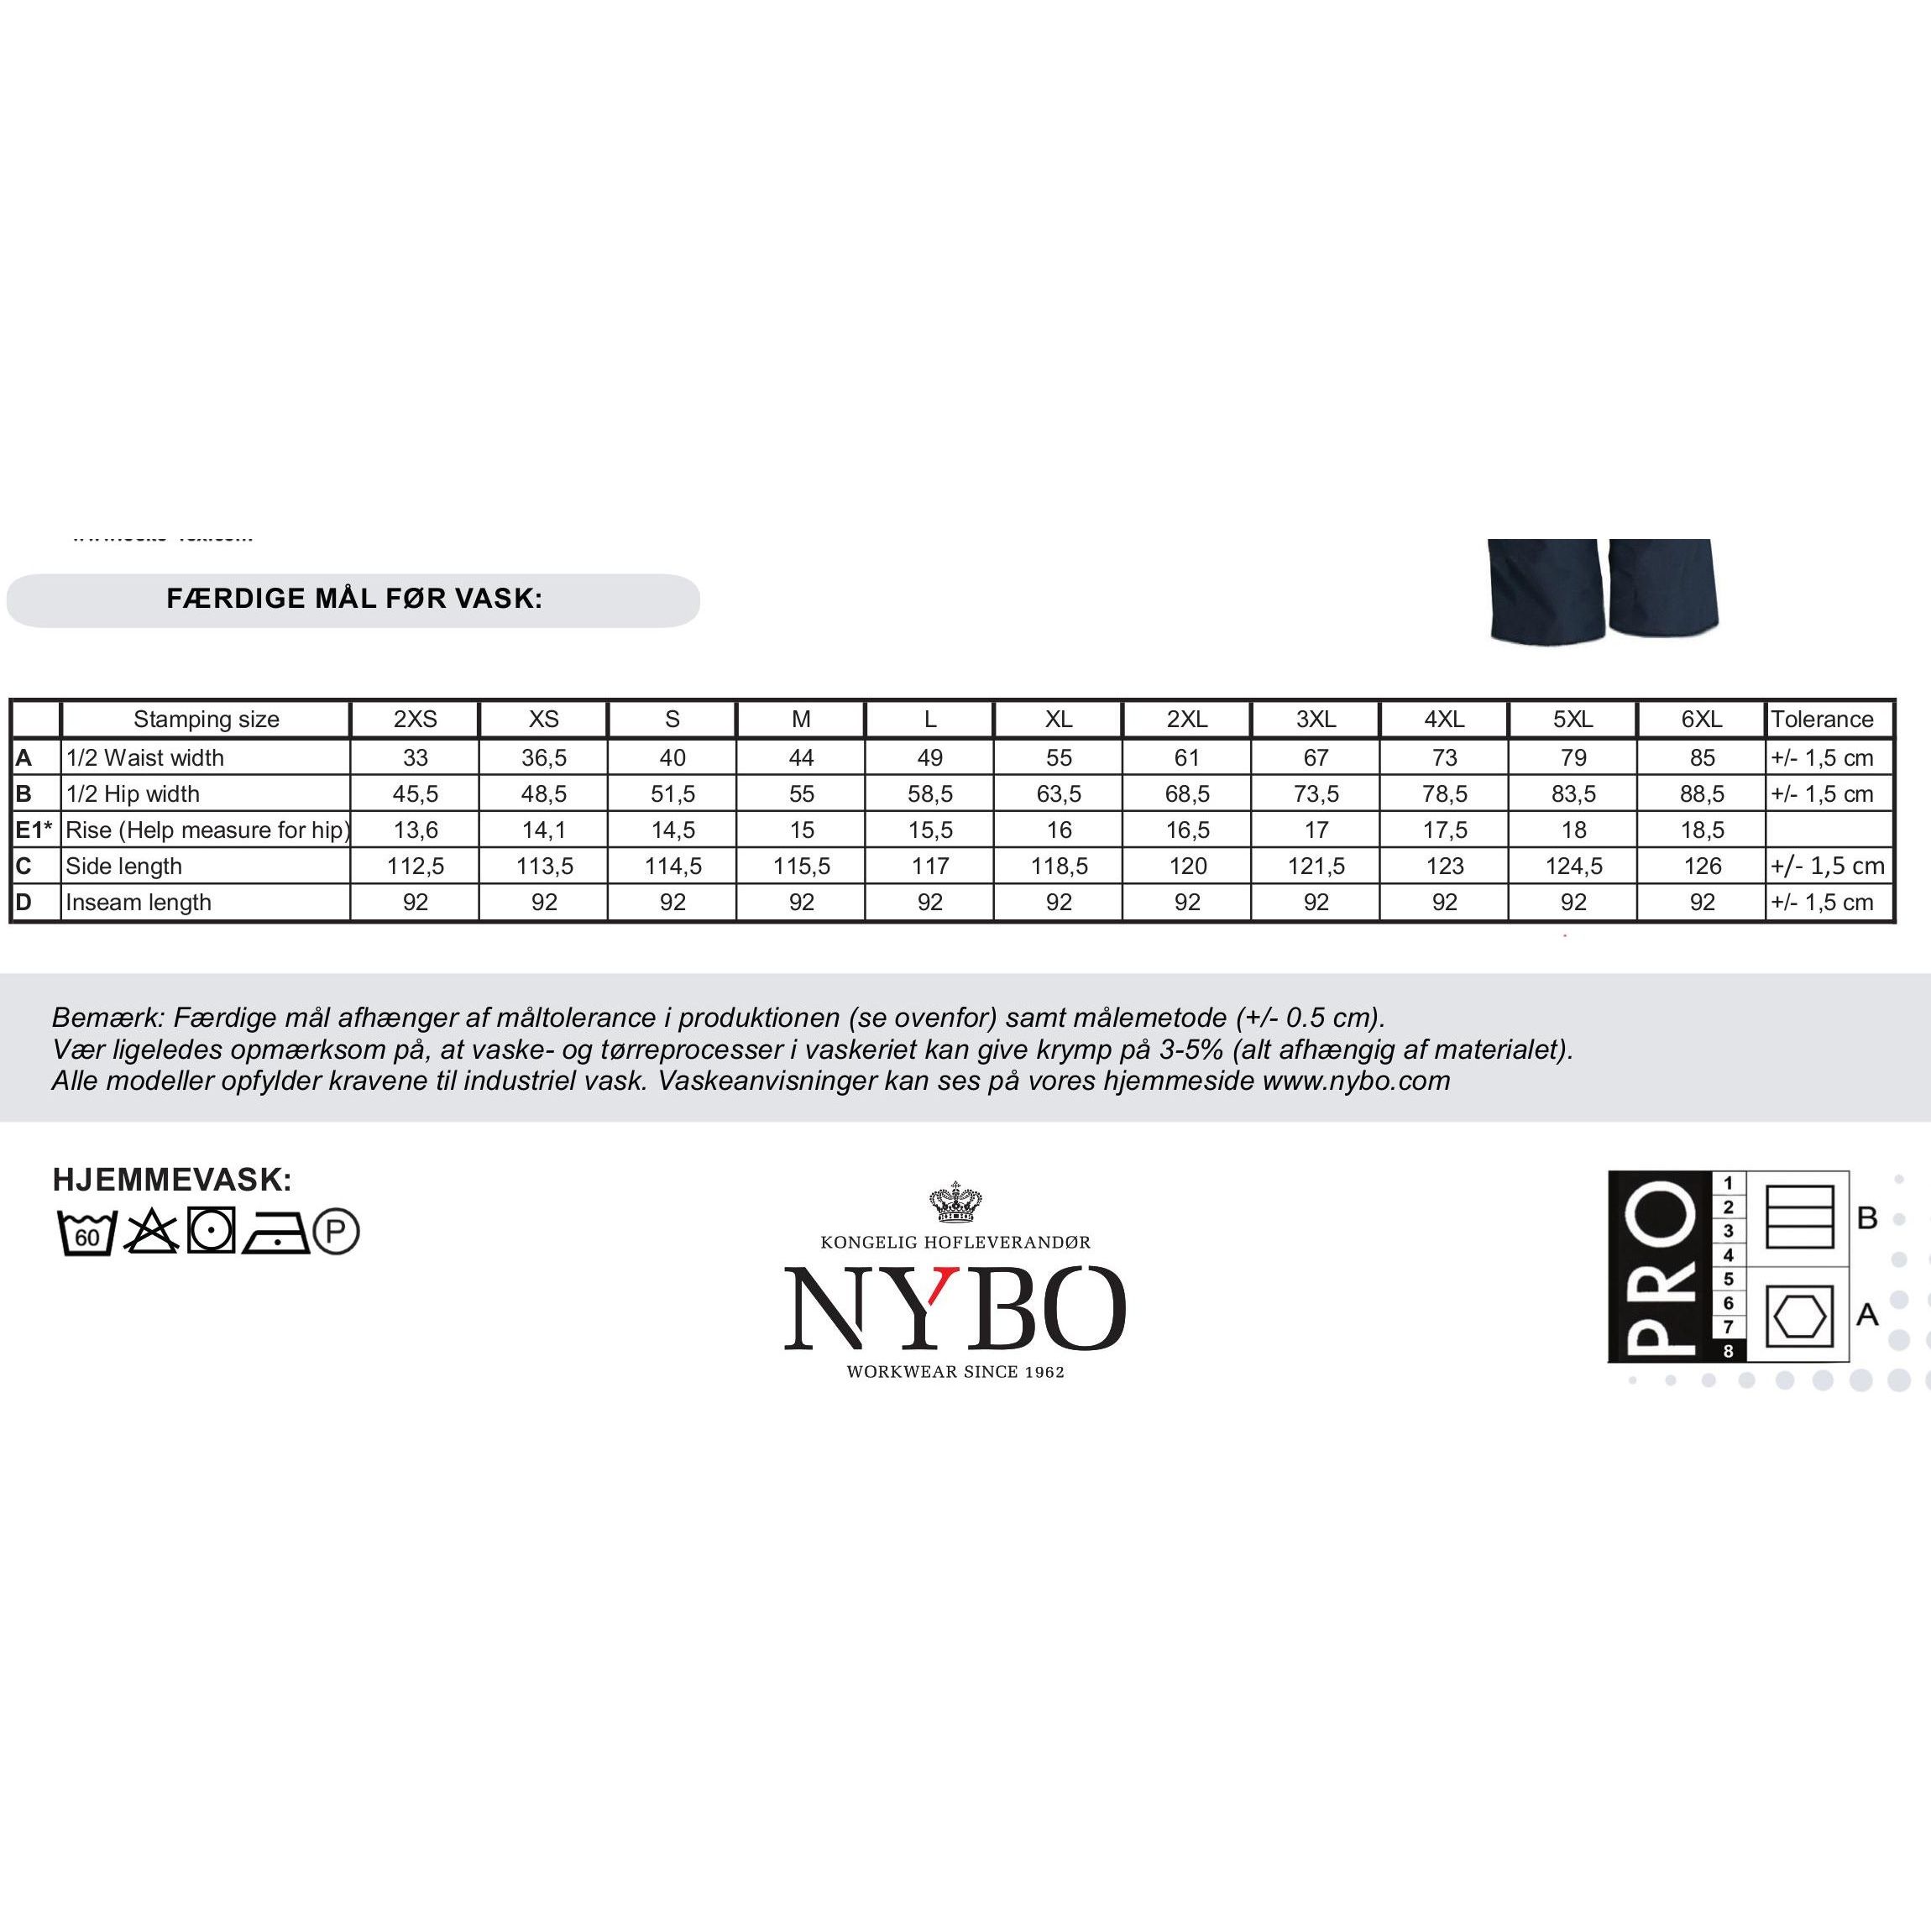 FÆRDIGE MÅL FØR VASK:
Stamping size 2XS XS S M L XL 2XL 3XL 4XL 5XL 6XL Tolerance
A 1/2 Waist width 33 36,5 40 44 49 55 61 67 73 79 85 +/- 1,5 cm
B 1/2 Hip width 45,5 48,5 51,5 55 58,5 63,5 68,5 73,5 78,5 83,5 88,5 +/- 1,5 cm
E1* Rise (Help measure for hip) 13,6 14,1 14,5 15 15,5 16 16,5 17 17,5 18 18,5
C Side length 112,5 113,5 114,5 115,5 117 118,5 120 121,5 123 124,5 126 +/- 1,5 cm
D Inseam length 92 92 92 92 92 92 92 92 92 92 92 +/- 1,5 cm
Bemærk: Færdige mål afhænger af måltolerance i produktionen (se ovenfor) samt målemetode (+/- 0.5 cm).
Vær ligeledes opmærksom på, at vaske- og tørreprocesser i vaskeriet kan give krymp på 3-5% (alt afhængig af materialet).
Alle modeller opfylder kravene til industriel vask. Vaskeanvisninger kan ses på vores hjemmeside www.nybo.com
HJEMMEVASK:
60 P
KONGELIG HOFLEVERANDØR
NYBO
WORKWEAR SINCE 1962
PRO
1
2
3
4
5
6
7
8
B
A